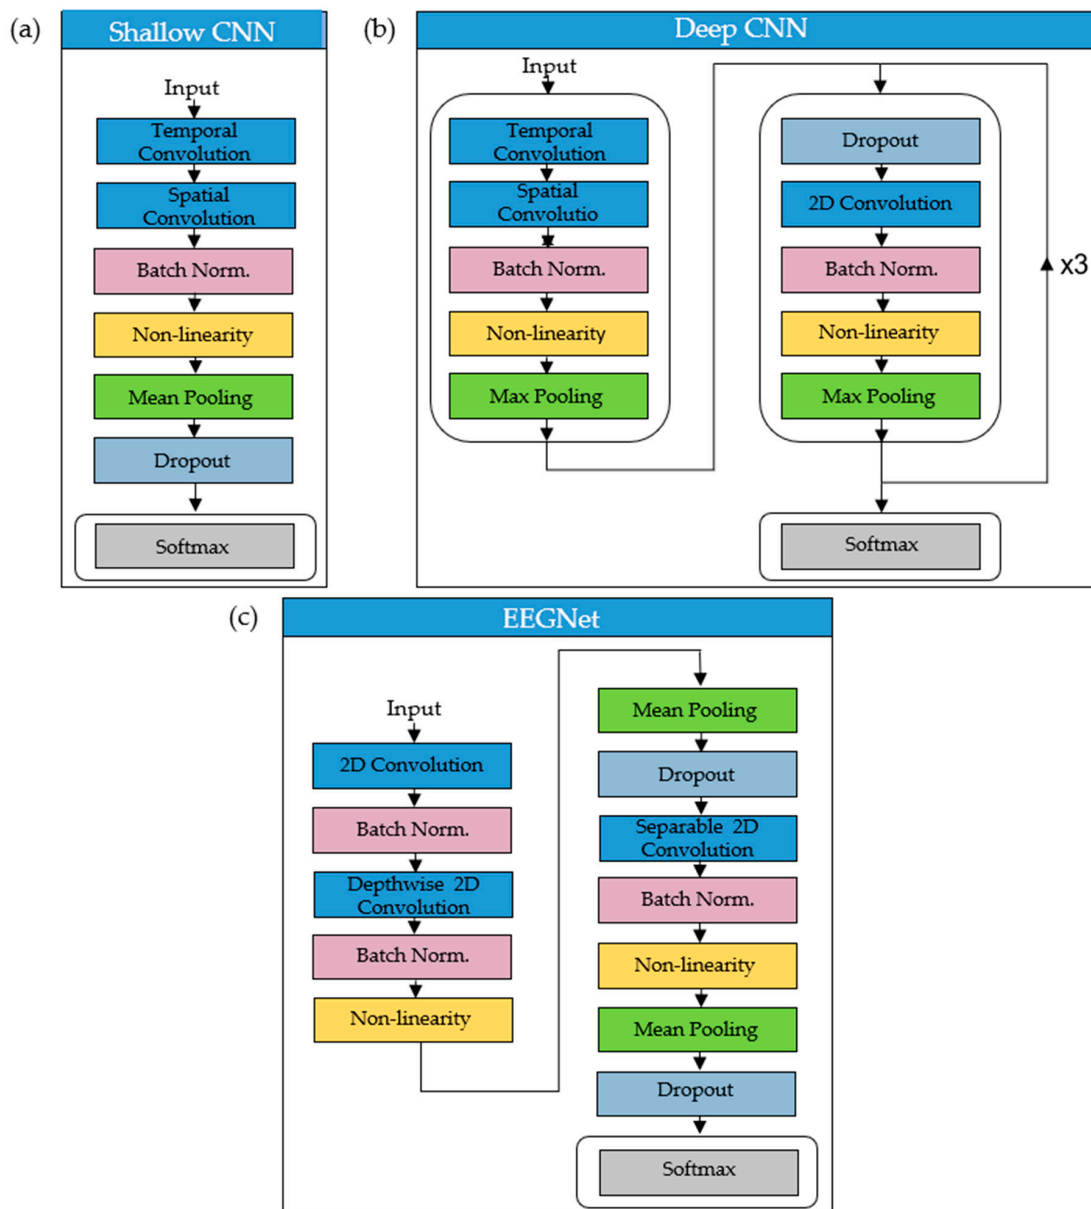 (a)
Shallow CNN
Input
Temporal
Convolution
Spatial
Convolution
Batch Norm.
Non-linearity
Mean Pooling
Dropout
Softmax
(b)
Deep CNN
Input
Temporal
Convolution
Spatial
Convolutio
Batch Norm.
Non-linearity
Max Pooling
Dropout
2D Convolution
Batch Norm.
Non-linearity
Max Pooling
x3
Softmax
(c)
EEGNet
Input
2D Convolution
Batch Norm.
Depthwise 2D
Convolution
Batch Norm.
Non-linearity
Mean Pooling
Dropout
Separable 2D
Convolution
Batch Norm.
Non-linearity
Mean Pooling
Dropout
Softmax